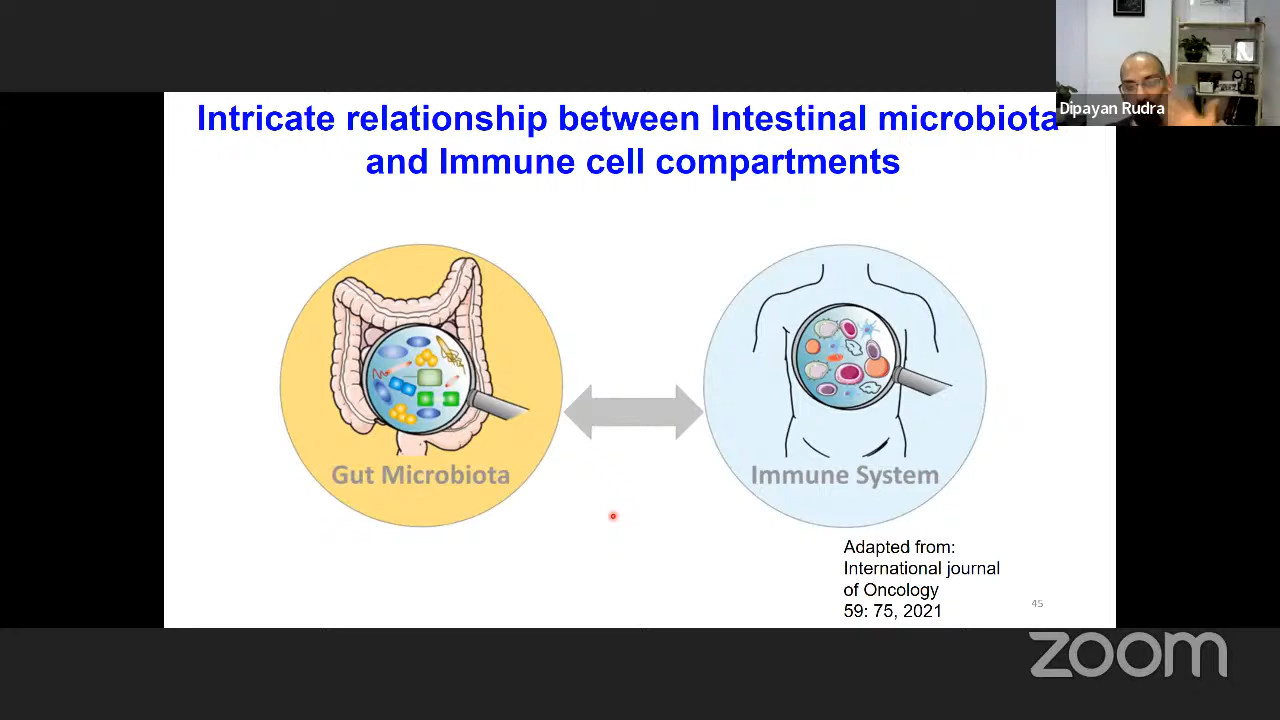 Dipayan Rudra
Intricate relationship between Intestinal microbiota
and Immune cell compartments
Gut Microbiota
Immune System
Adapted from:
International journal
of Oncology
59: 75, 2021
45
zoom